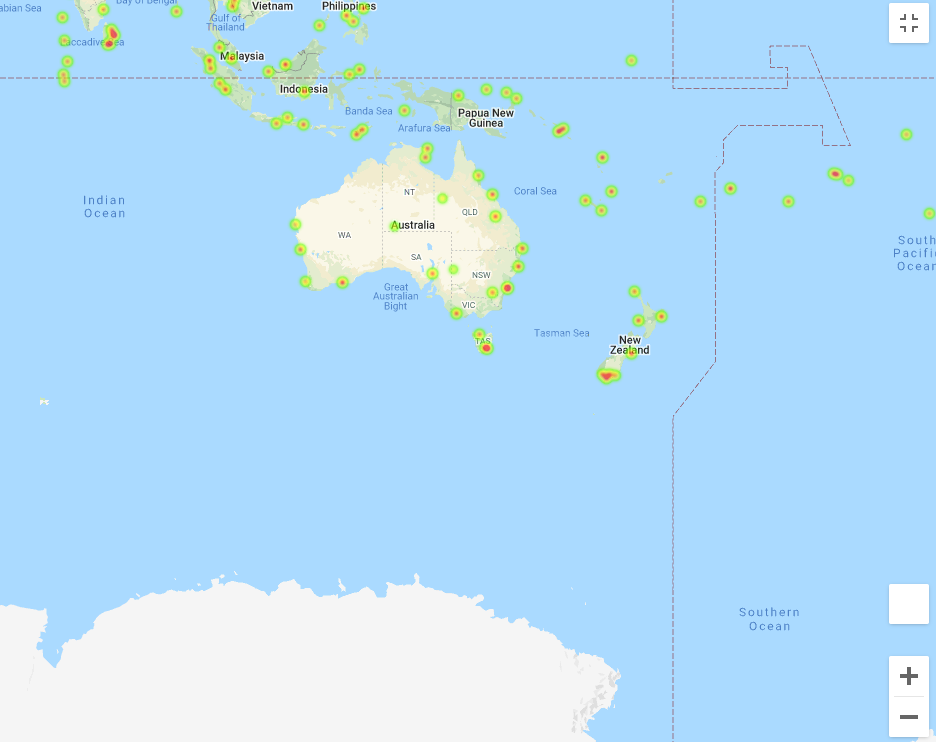 abian Sea
Bay of Bengal
Vietnam
Philippines
Gulf of
Thailand
Laccadive Sea
Malaysia
Indonesia
Banda Sea
Papua New
Guinea
Arafura Sea
Indian
Ocean
NT
Coral Sea
QLD
Australia
WA
SA
NSW
South
Pacific
Ocean
Great
Australian
Bight
VIC
Tasman Sea
TAS
New
Zealand
Southern
Ocean